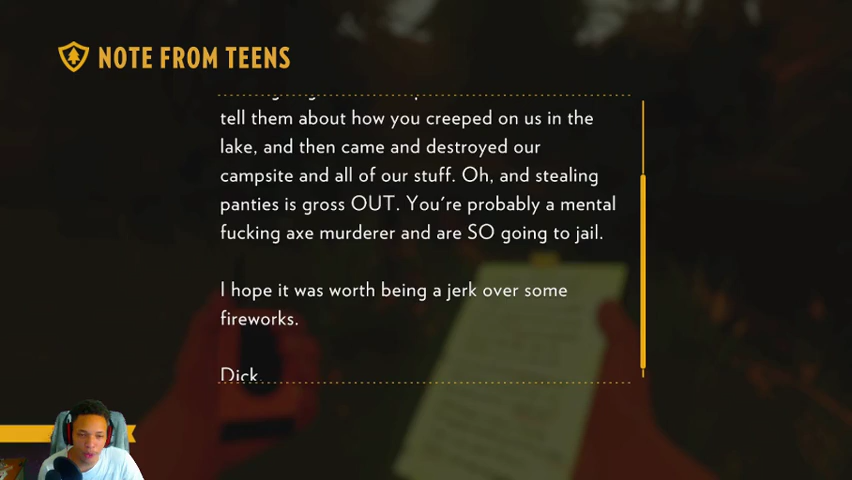 NOTE FROM TEENS
tell them about how you creeped on us in the
lake, and then came and destroyed our
campsite and all of our stuff. Oh, and stealing
panties is gross OUT. You're probably a mental
fucking axe murderer and are SO going to jail.
I hope it was worth being a jerk over some
fireworks.
Dick